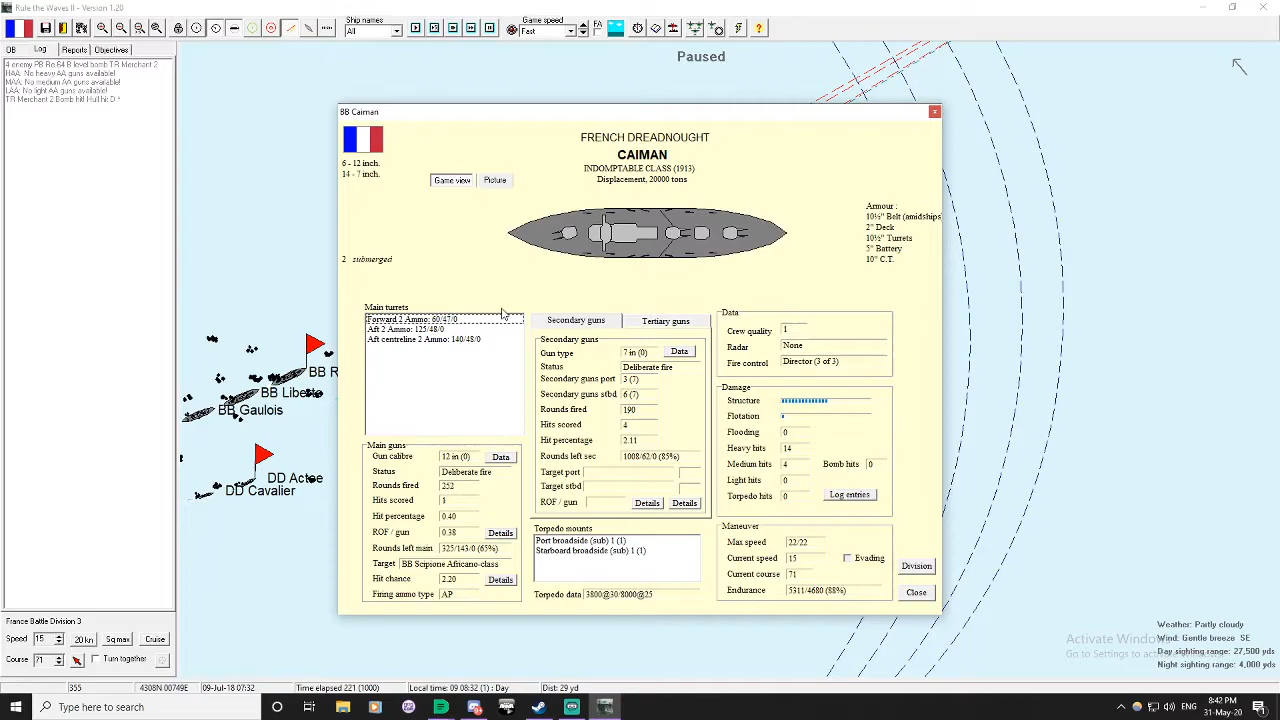 Rule the Waves II - Version 1.20
Ship names
All
Game speed
Fast
FA
OB Log Reports Objectives
4 enemy PB Re.64 B level bomb TR Merchant 2
HAA: No heavy AA guns available!
MAA: No medium AA guns available!
LAA: No light AA guns available!
TR Merchant 2 Bomb hit! Hull hit D *
Paused
BB Caiman
FRENCH DREADNOUGHT
CAIMAN
INDOMPTABLE CLASS (1913)
Displacement, 20000 tons
6 - 12 inch.
14 - 7 inch.
Game view Picture
2 submerged
Armour :
10½" Belt (amidships
2" Deck
10½" Turrets
5" Battery
10" C.T.
Main turrets
Forward 2 Ammo: 60/47/0
Aft 2 Ammo: 125/48/0
Aft centreline 2 Ammo: 140/48/0
Main guns
Gun calibre 12 in (0) Data
Status Deliberate fire
Rounds fired 252
Hits scored 1
Hit percentage 0.40
ROF / gun 0.38 Details
Rounds left main 325/143/0 (65%)
Target BB Scipione Africano-class
Hit chance 2.20 Details
Firing ammo type AP
Secondary guns Tertiary guns
Secondary guns
Gun type 7 in (0) Data
Status Deliberate fire
Secondary guns port 3 (7)
Secondary guns stbd 6 (7)
Rounds fired 190
Hits scored 4
Hit percentage 2.11
Rounds left sec 1008/62/0 (85%)
Target port
Target stbd
ROF / gun Details Details
Torpedo mounts
Port broadside (sub) 1 (1)
Starboard broadside (sub) 1 (1)
Torpedo data 3800@30/8000@25
Data
Crew quality 1
Radar None
Fire control Director (3 of 3)
Damage
Structure
Flotation
Flooding 0
Heavy hits 14
Medium hits 4 Bomb hits 0
Light hits 0
Torpedo hits 0 Log entries
Maneuver
Max speed 22/22
Current speed 15 Evading
Current course 71
Endurance 5311/4680 (88%)
Division
Close
BB R
BB Liberte
BB Gaulois
DD Actee
DD Cavalier
France Battle Division 3
Speed 15 20 kn Sq max Cruise
Course 71 Turn together
Weather: Partly cloudy
Wind: Gentle breeze SE
Day sighting range: 27,500 yds
Night sighting range: 4,000 yds
Activate Windows
Go to Settings to activate Windows.
355 4308N 00749E 09-Jul-18 07:32 Time elapsed 221 (1000) Local time: 09 08:32 (1) : Day Dist: 29 yd
Type here to search
ENG
8:42 PM
31-May-20